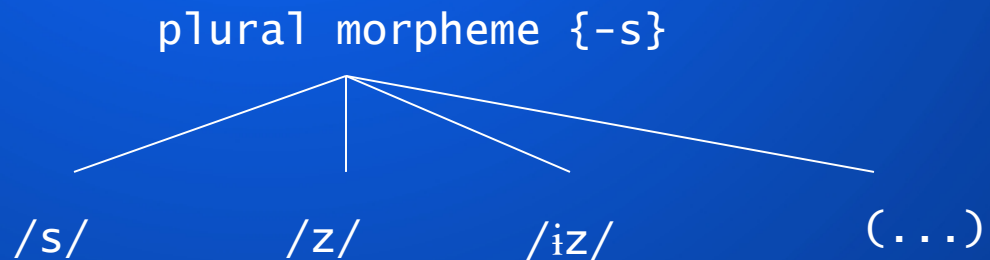 plural morpheme {-s}
/s/ /z/ /ɨz/ (...)